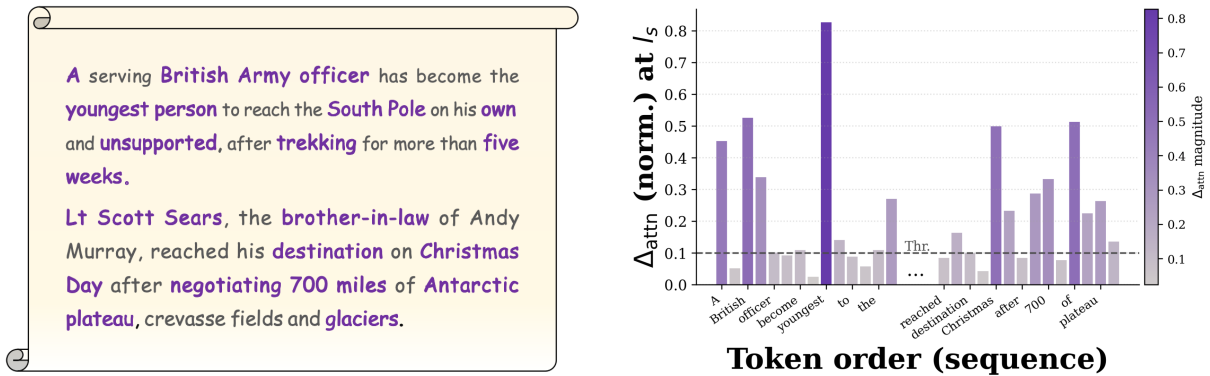 A serving British Army officer has become the
youngest person to reach the South Pole on his own
and unsupported, after trekking for more than five
weeks.
Lt Scott Sears, the brother-in-law of Andy
Murray, reached his destination on Christmas
Day after negotiating 700 miles of Antarctic
plateau, crevasse fields and glaciers.
Δattn (norm.) at ls
0.8
0.7
0.6
0.5
0.4
0.3
0.2
0.1
0.0
Thr.
...
A
British
officer
become
youngest
to
the
reached
destination
Christmas
after
700
of
plateau
Token order (sequence)
0.8
0.7
0.6
0.5
0.4
0.3
0.2
0.1
Δattn magnitude